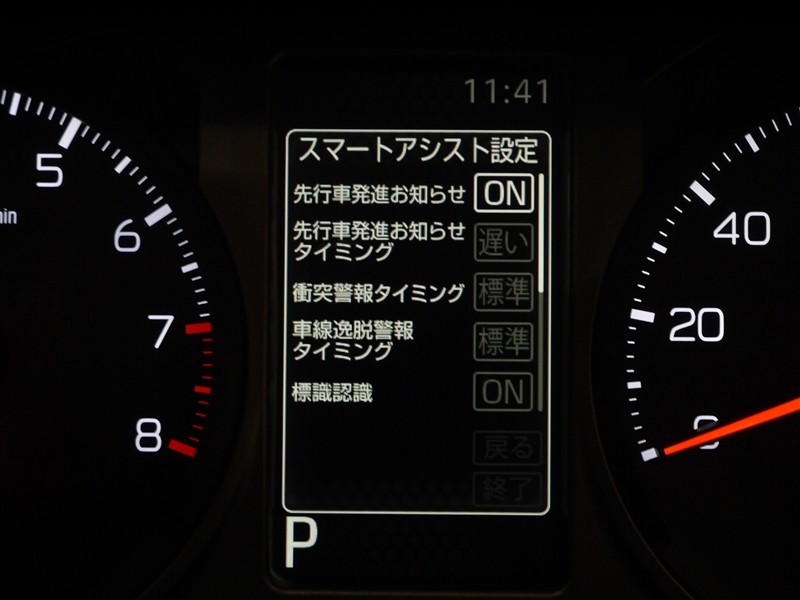 11:41
スマートアシスト設定
先行車発進お知らせ ON
先行車発進お知らせ
タイミング 遅い
衝突警報タイミング 標準
車線逸脱警報
タイミング 標準
標識認識 ON
戻る
終了
P
5
6
7
8
40
20
0